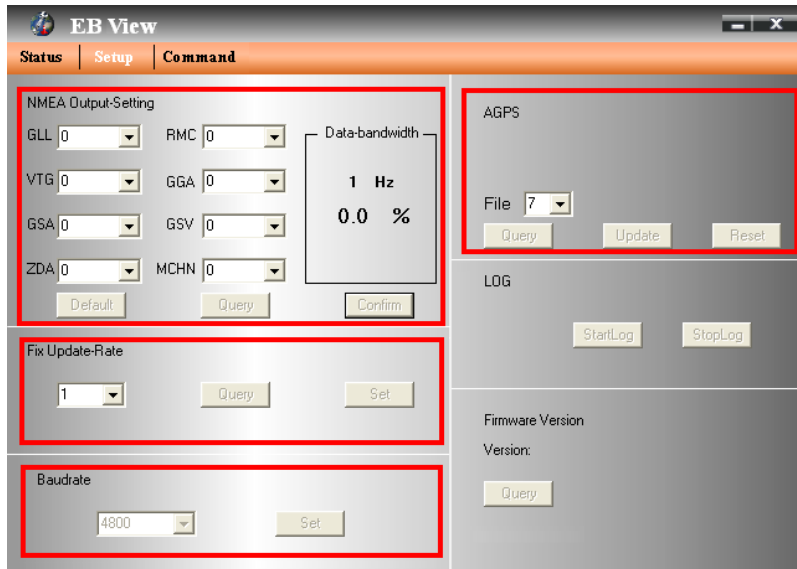 EB View
Status Setup Command
NMEA Output-Setting
GLL 0 RMC 0
VTG 0 GGA 0
GSA 0 GSV 0
ZDA 0 MCHN 0
Data-bandwidth
1 Hz
0.0 %
Default Query Confirm
Fix Update-Rate
1 Query Set
Baudrate
4800 Set
AGPS
File 7
Query Update Reset
LOG
StartLog StopLog
Firmware Version
Version:
Query